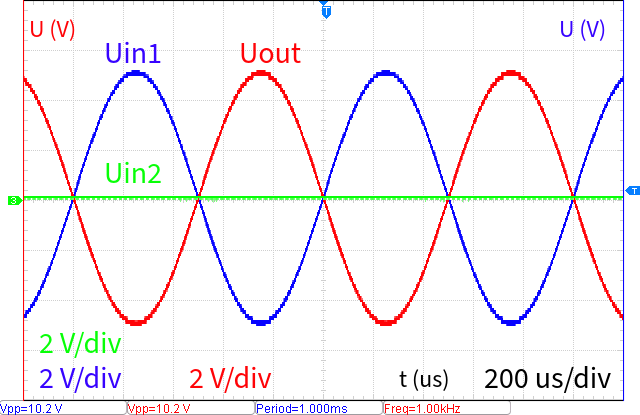 T
U (V)
U (V)
Uin1
Uout
Uin2
T
3
2 V/div
2 V/div
2 V/div
t (us)
200 us/div
Vpp=10.2 V
Vpp=10.2 V
Period=1.000ms
Freq=1.00kHz